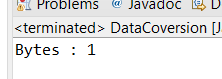 Problems @ Javadoc D
<terminated> DataCoversion [J
Bytes : 1